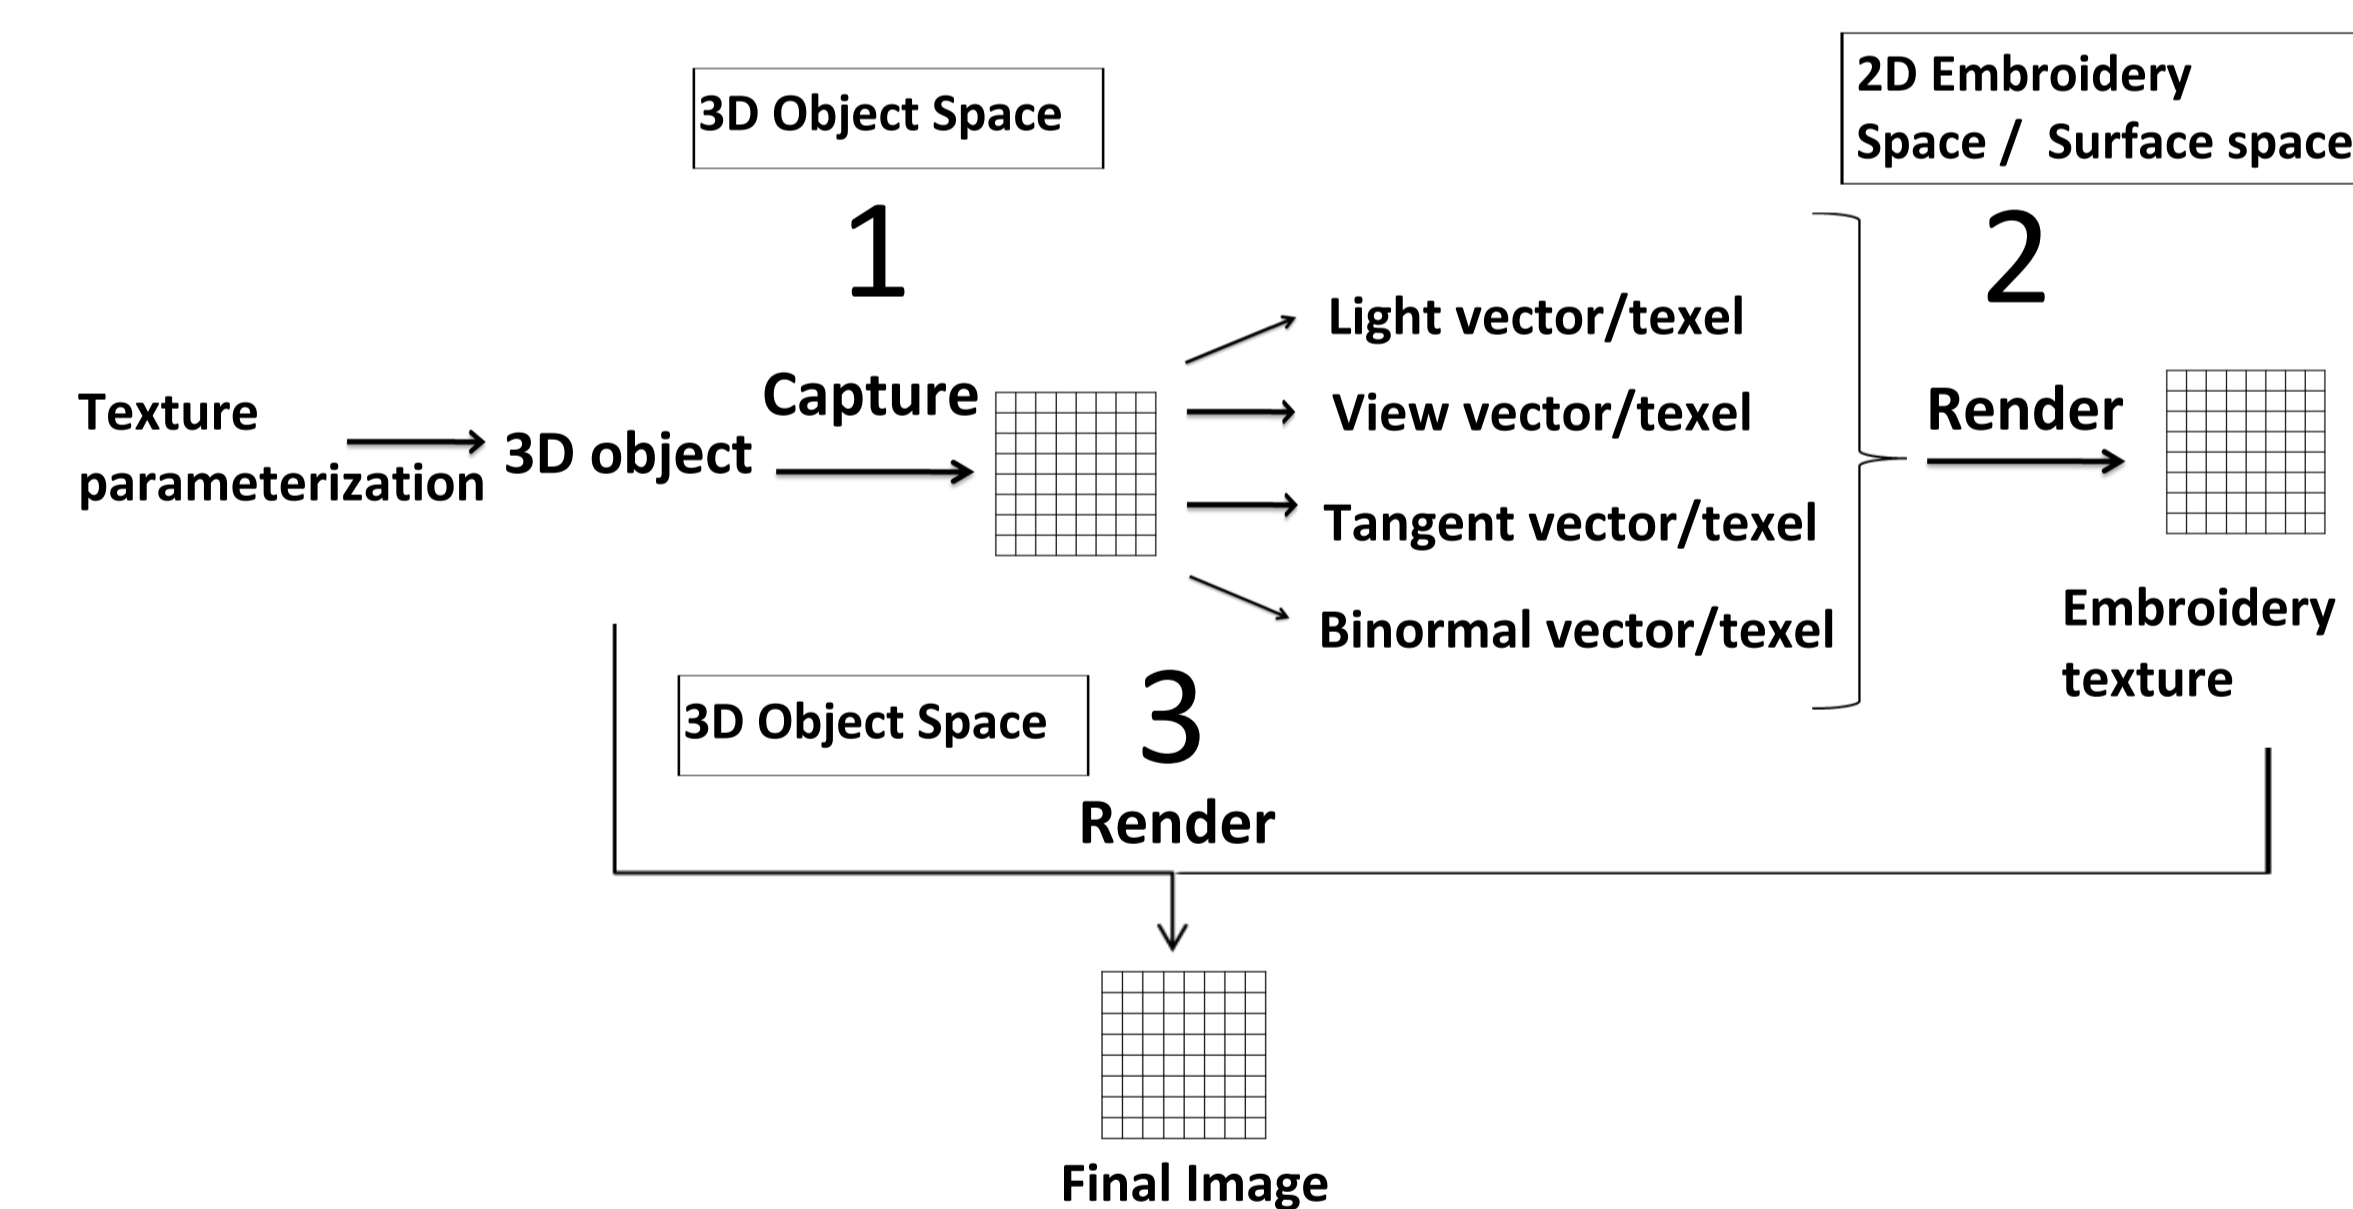 3D Object Space
1
2D Embroidery
Space / Surface space
2
Texture
parameterization
3D object
Capture
Light vector/texel
View vector/texel
Tangent vector/texel
Binormal vector/texel
Render
Embroidery
texture
3D Object Space
3
Render
Final Image